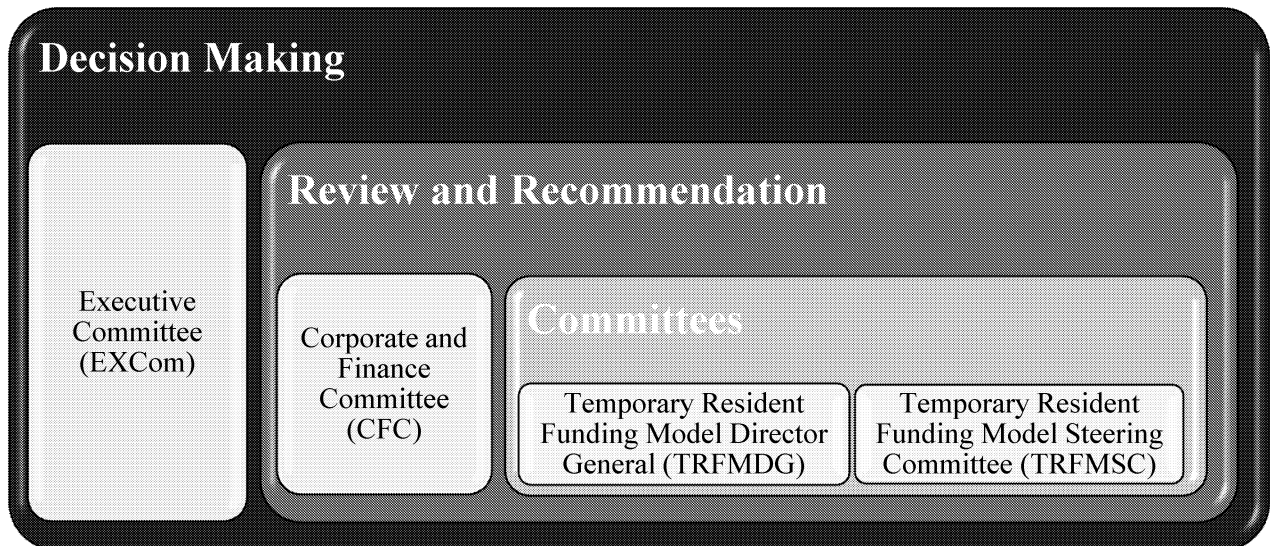 Decision Making
Review and Recommendation
Executive
Committee
(EXCom)
Corporate and
Finance
Committee
(CFC)
Committees
Temporary Resident
Funding Model Director
General (TRFMDG)
Temporary Resident
Funding Model Steering
Committee (TRFMSC)